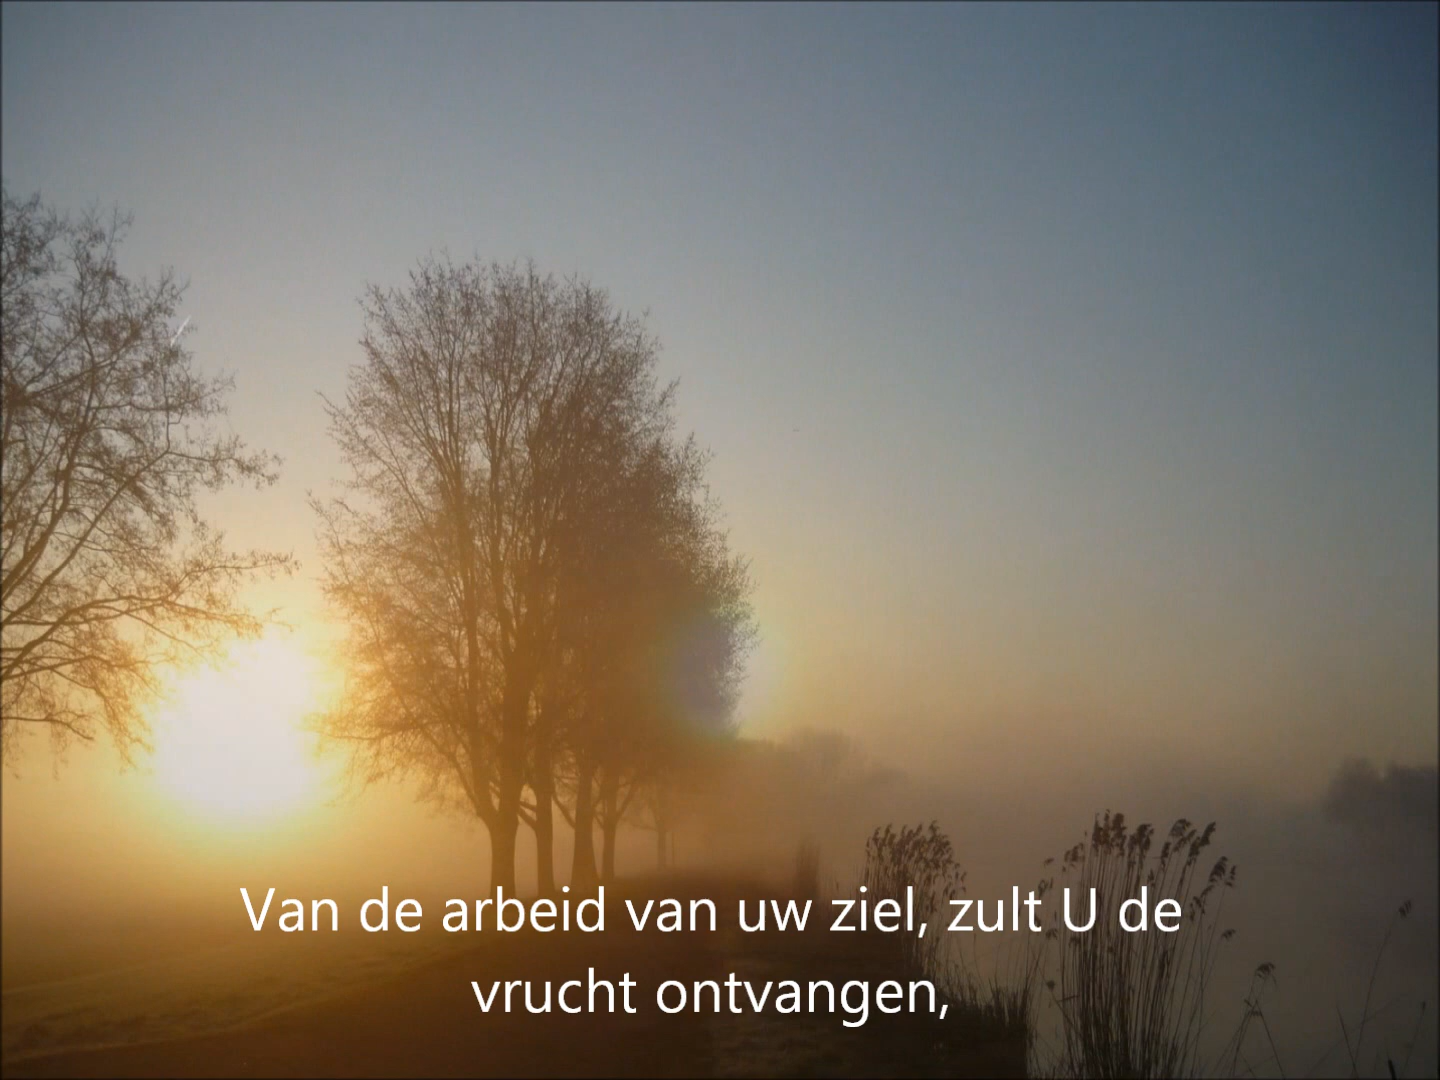 Van de arbeid van uw ziel, zult U de
vrucht ontvangen,